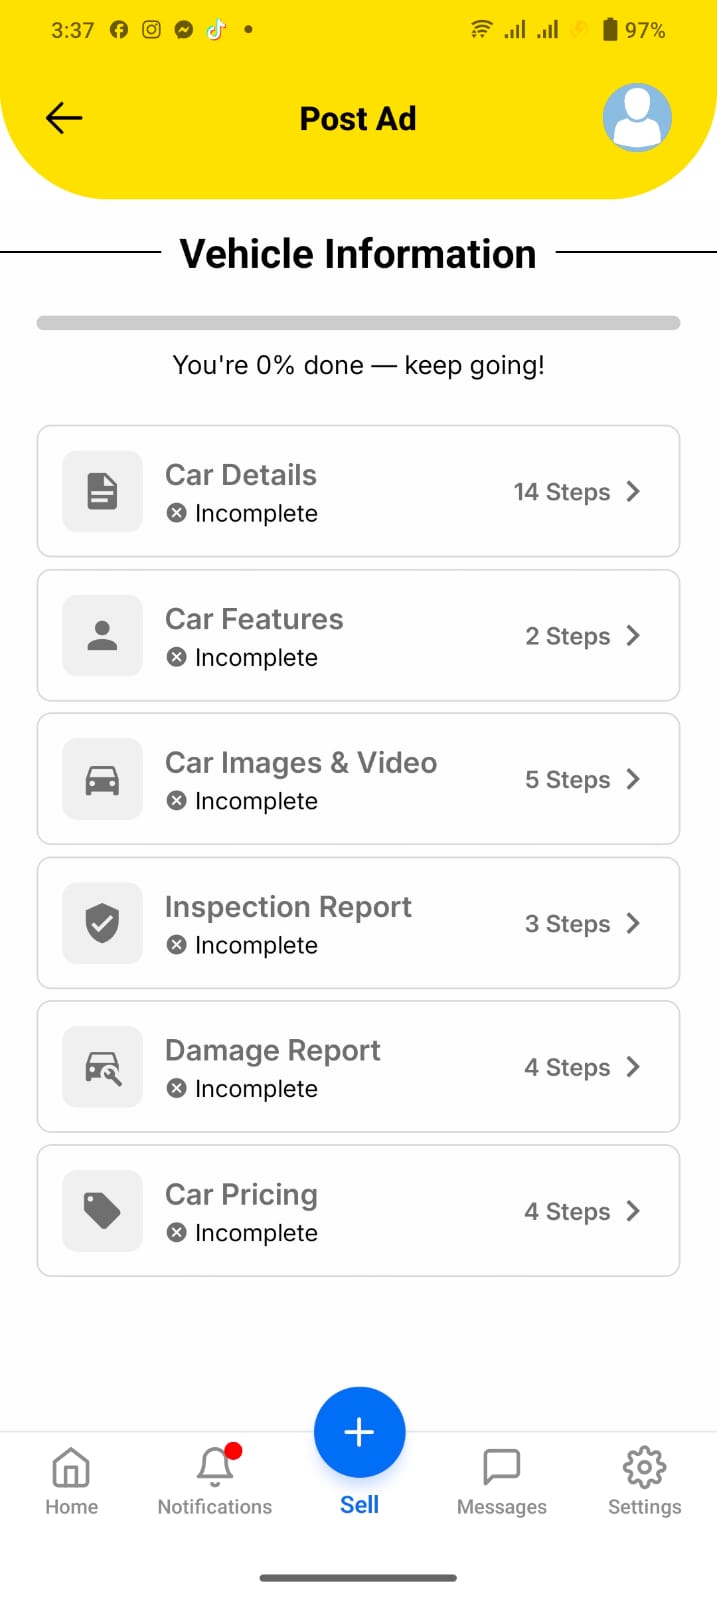 3:37
97%
Post Ad
Vehicle Information
You're 0% done — keep going!
Car Details
Incomplete
14 Steps
Car Features
Incomplete
2 Steps
Car Images & Video
Incomplete
5 Steps
Inspection Report
Incomplete
3 Steps
Damage Report
Incomplete
4 Steps
Car Pricing
Incomplete
4 Steps
Home
Notifications
Sell
Messages
Settings